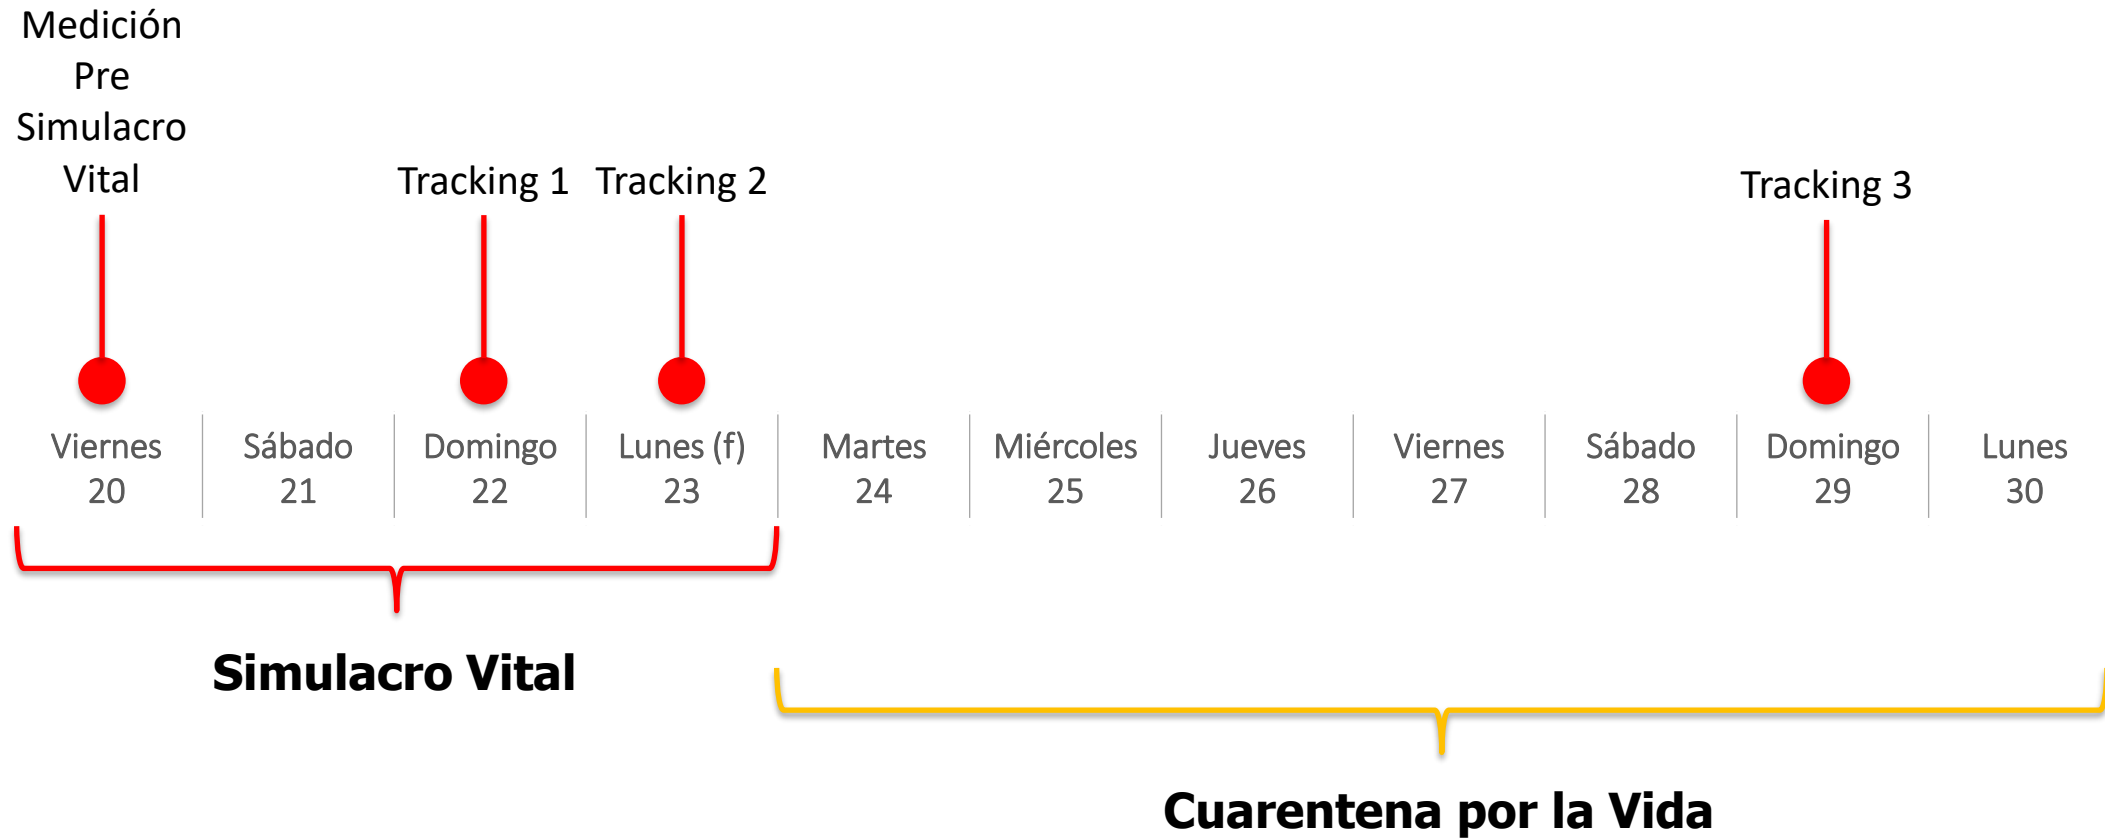 Medición
Pre
Simulacro
Vital
Tracking 1
Tracking 2
Tracking 3
Viernes
20
Sábado
21
Domingo
22
Lunes (f)
23
Martes
24
Miércoles
25
Jueves
26
Viernes
27
Sábado
28
Domingo
29
Lunes
30
Simulacro Vital
Cuarentena por la Vida